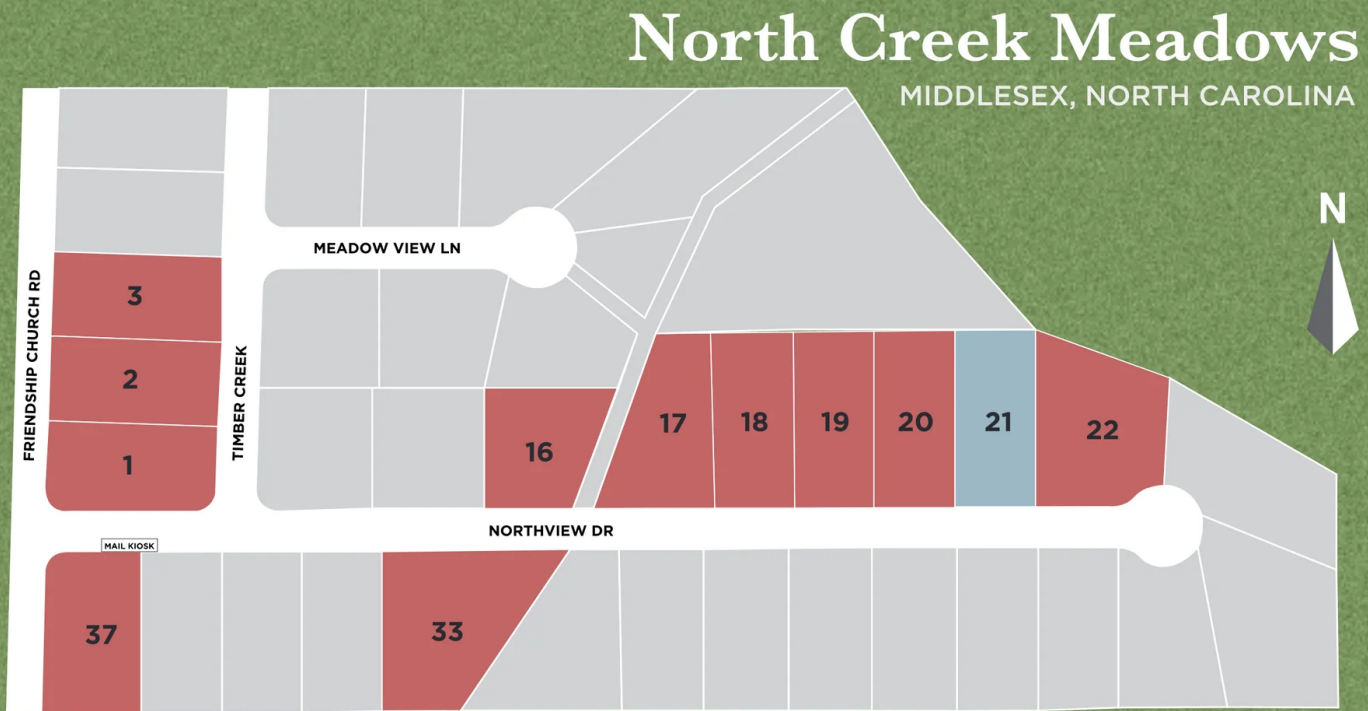 North Creek Meadows
MIDDLESEX, NORTH CAROLINA
N
MEADOW VIEW LN
FRIENDSHIP CHURCH RD
TIMBER CREEK
3
2
1
16
17
18
19
20
21
22
NORTHVIEW DR
MAIL KIOSK
37
33